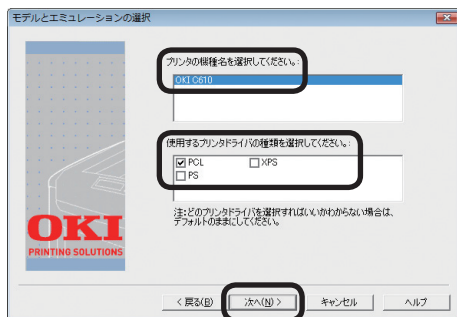 モデルとエミュレーションの選択
プリンタの機種名を選択してください。:
OKI C610
使用するプリンタドライバの種類を選択してください。:
PCL XPS
PS
注:どのプリンタドライバを選択すればいいかわからない場合は、
デフォルトのままにしてください。
OKI
PRINTING SOLUTIONS
< 戻る(B) 次へ(N) > キャンセル ヘルプ